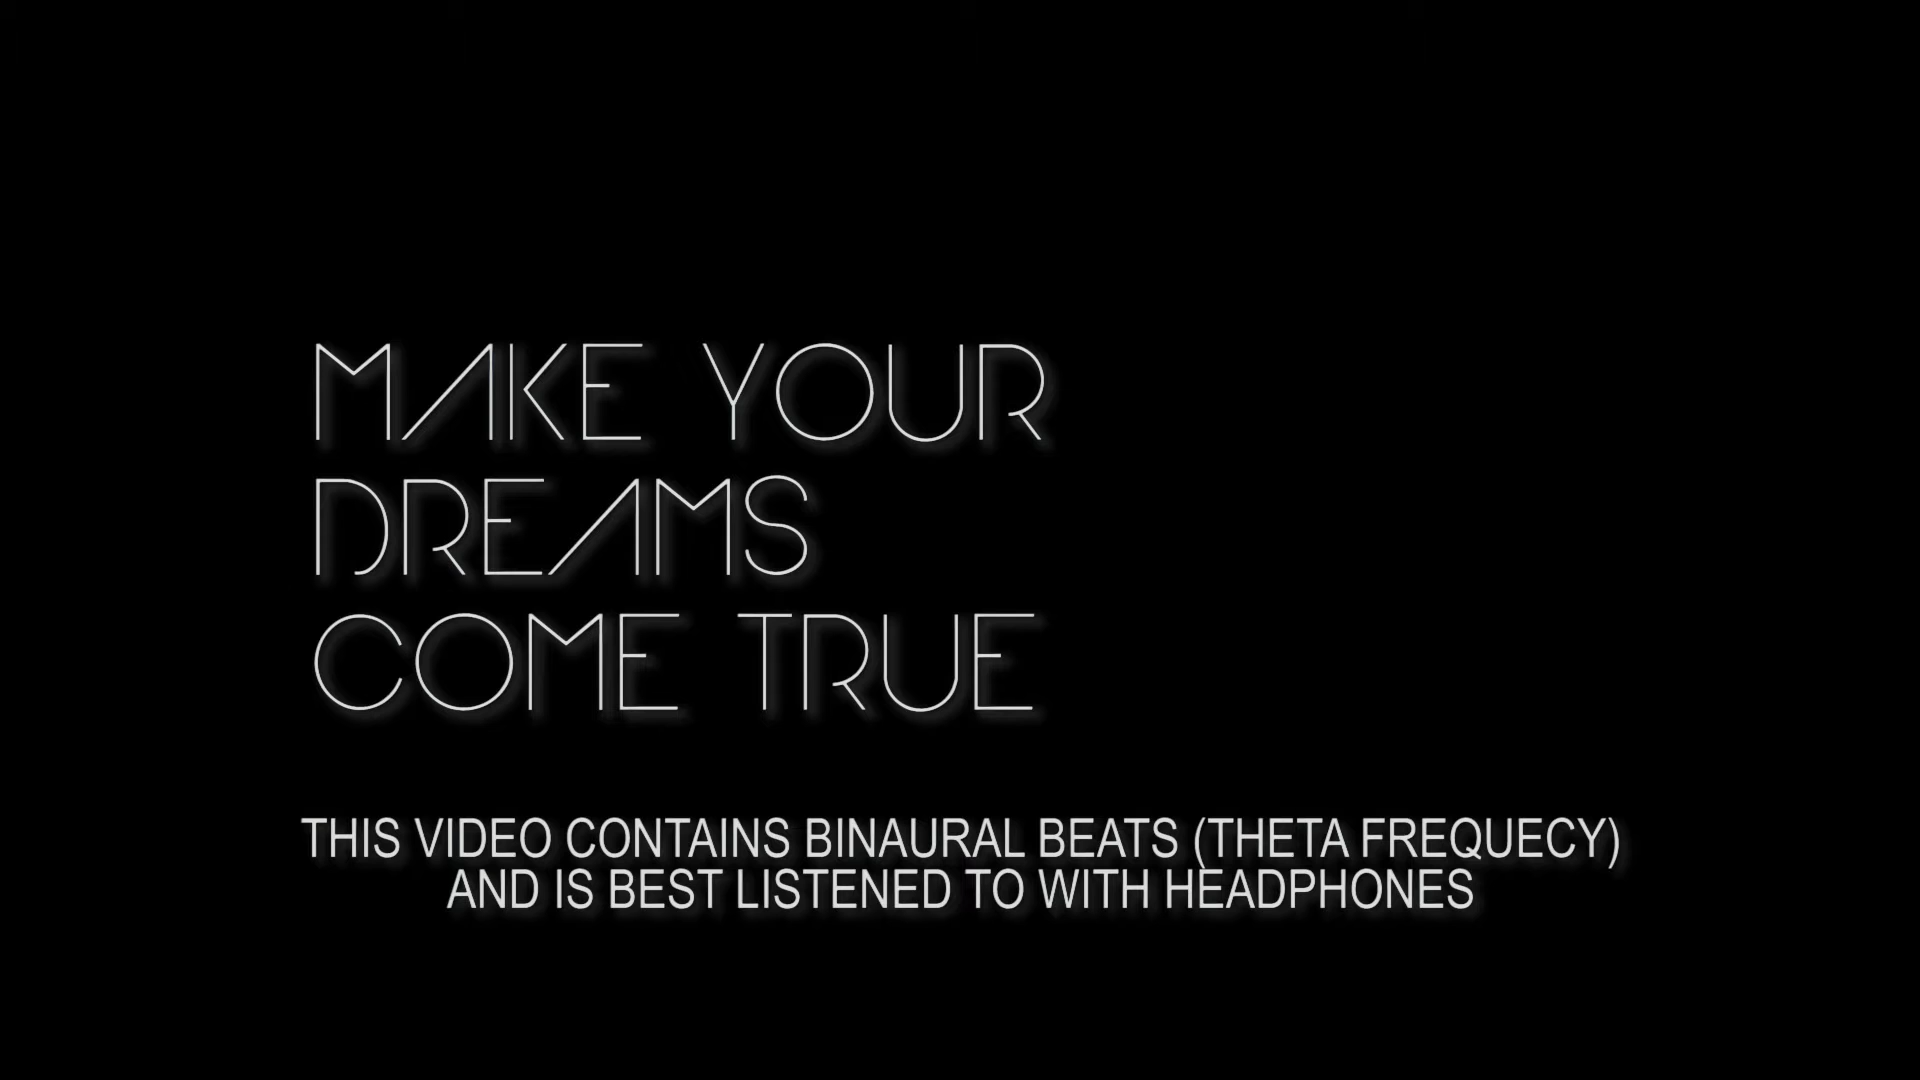 MAKE YOUR
DREAMS
COME TRUE
THIS VIDEO CONTAINS BINAURAL BEATS (THETA FREQUECY)
AND IS BEST LISTENED TO WITH HEADPHONES